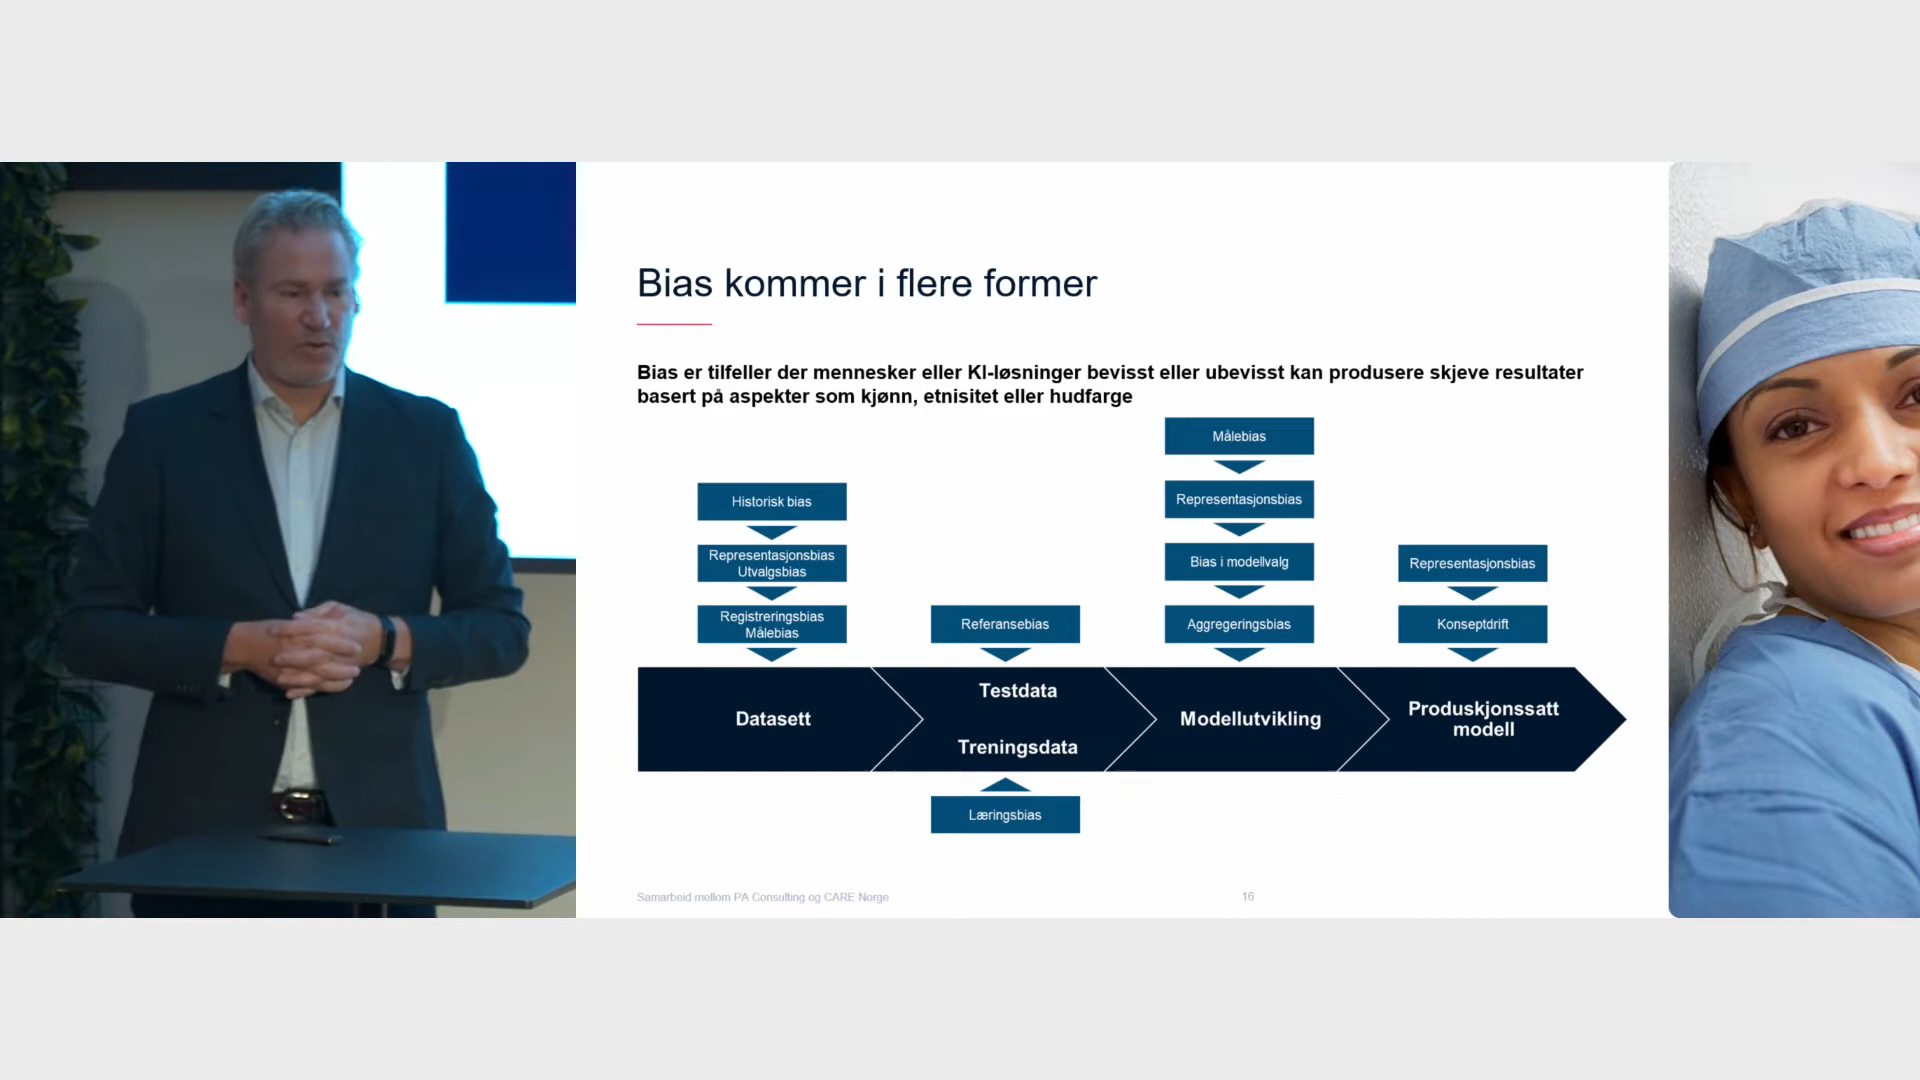 Bias kommer i flere former
Bias er tilfeller der mennesker eller KI-løsninger bevisst eller ubevisst kan produsere skjeve resultater
basert på aspekter som kjønn, etnisitet eller hudfarge
Historisk bias
Representasjonsbias
Utvalgsbias
Registreringsbias
Målebias
Referansebias
Målebias
Representasjonsbias
Bias i modellvalg
Aggregeringsbias
Representasjonsbias
Konseptdrift
Datasett
Testdata
Treningsdata
Modellutvikling
Produskjonssatt
modell
Læringsbias
Samarbeid mellom PA Consulting og CARE Norge
16